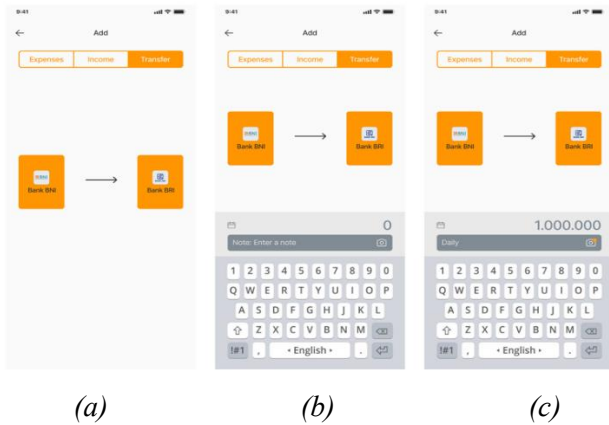 9:41
Add
Expenses Income Transfer
Bank BNI
Bank BRI
(a)
9:41
Add
Expenses Income Transfer
Bank BNI
Bank BRI
0
Note: Enter a note
1 2 3 4 5 6 7 8 9 0
Q W E R T Y U I O P
A S D F G H J K L
Z X C V B N M
!#1 , • English • .
(b)
9:41
Add
Expenses Income Transfer
Bank BNI
Bank BRI
1.000.000
Daily
1 2 3 4 5 6 7 8 9 0
Q W E R T Y U I O P
A S D F G H J K L
Z X C V B N M
!#1 , • English • .
(c)